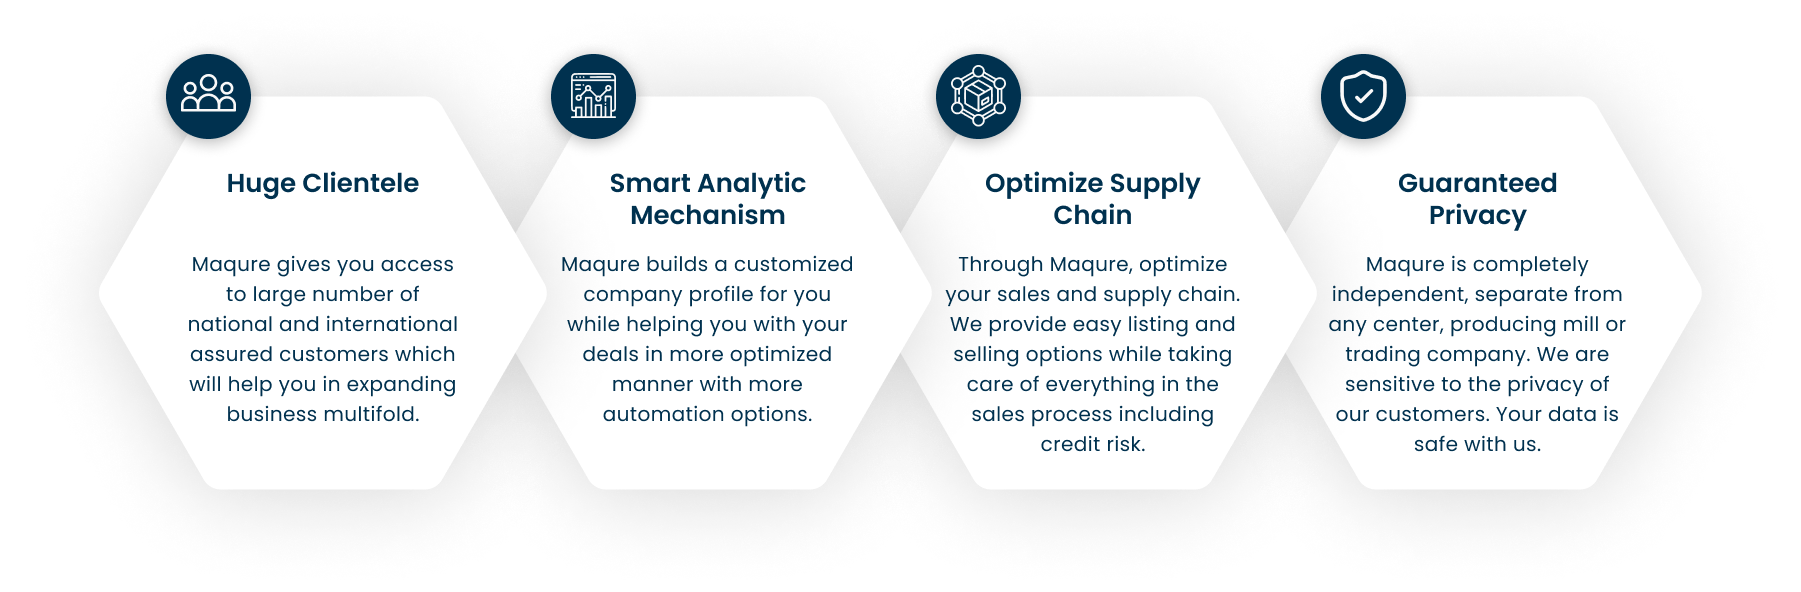 Huge Clientele
Maqure gives you access
to large number of
national and international
assured customers which
will help you in expanding
business multifold.
Smart Analytic
Mechanism
Maqure builds a customized
company profile for you
while helping you with your
deals in more optimized
manner with more
automation options.
Optimize Supply
Chain
Through Maqure, optimize
your sales and supply chain.
We provide easy listing and
selling options while taking
care of everything in the
sales process including
credit risk.
Guaranteed
Privacy
Maqure is completely
independent, separate from
any center, producing mill or
trading company. We are
sensitive to the privacy of
our customers. Your data is
safe with us.